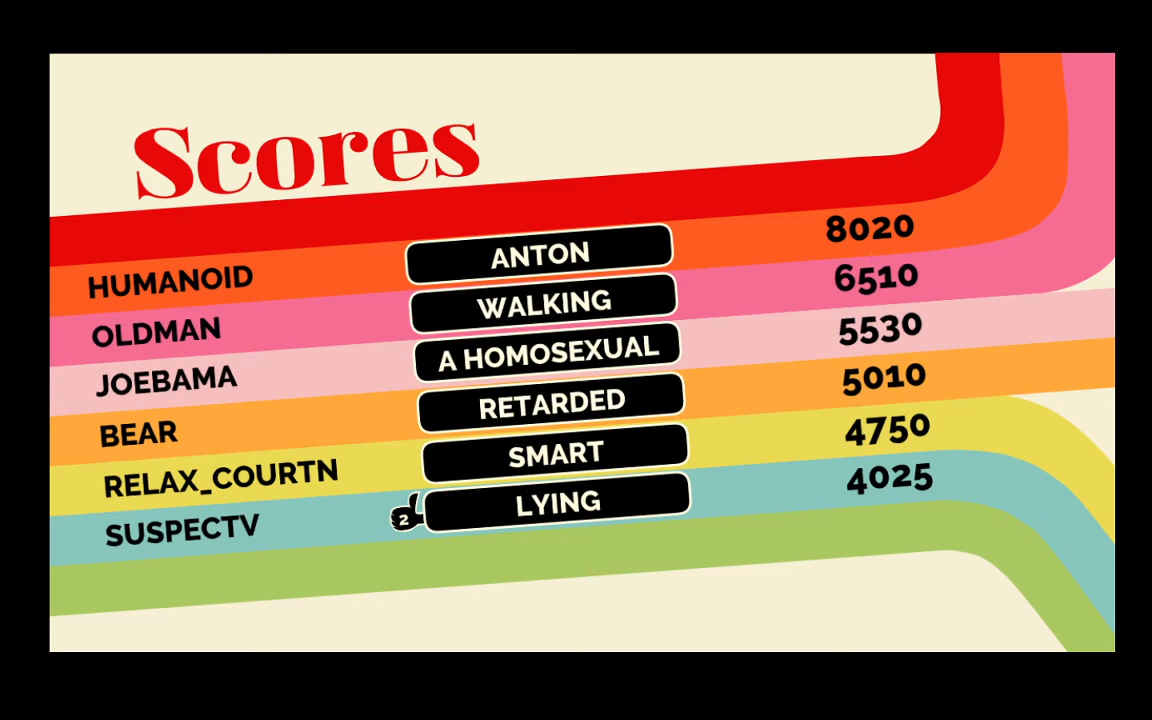 Scores
HUMANOID ANTON 8020
OLDMAN WALKING 6510
JOEBAMA A HOMOSEXUAL 5530
BEAR RETARDED 5010
RELAX_COURTN SMART 4750
SUSPECTV 2 LYING 4025